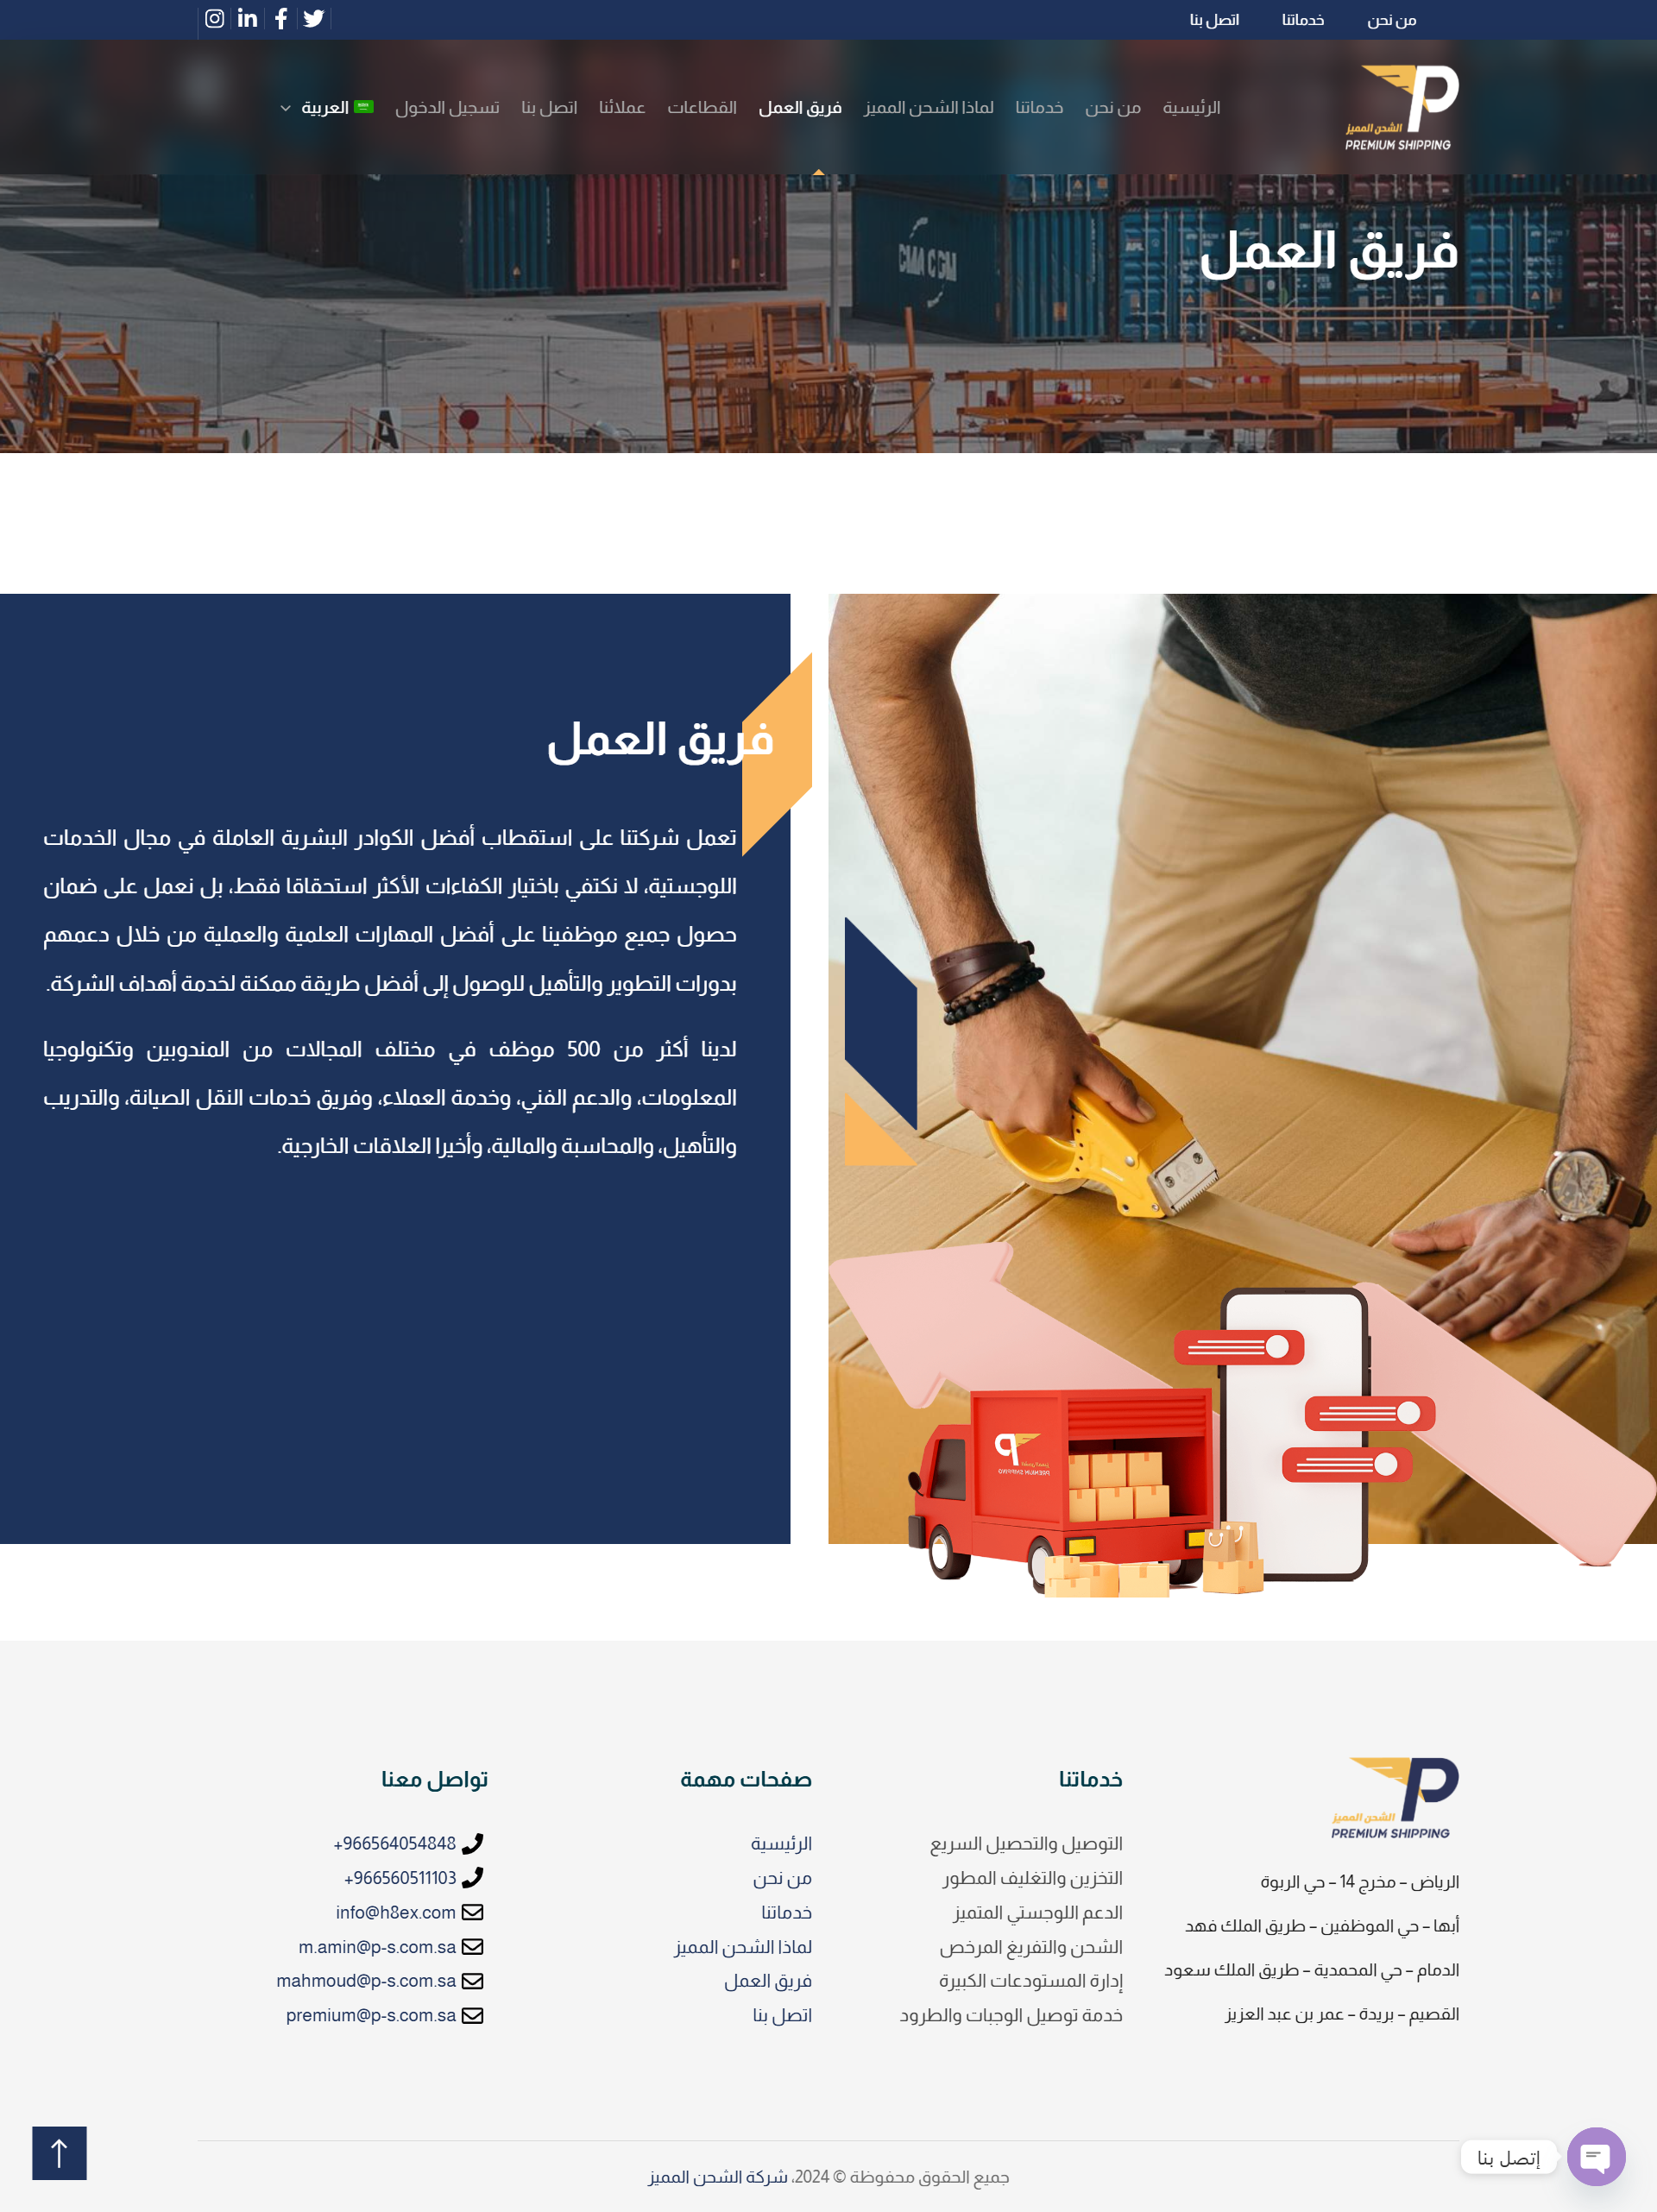 من نحن
خدماتنا
اتصل بنا
الشحن المميز
PREMIUM SHIPPING
الرئيسية
من نحن
خدماتنا
لماذا الشحن المميز
فريق العمل
القطاعات
عملائنا
اتصل بنا
تسجيل الدخول
العربية
CMA CGM
فريق العمل
فريق العمل
تعمل شركتنا على استقطاب أفضل الكوادر البشرية العاملة في مجال الخدمات
اللوجستية، لا نكتفي باختيار الكفاءات الأكثر استحقاقا فقط، بل نعمل على ضمان
حصول جميع موظفينا على أفضل المهارات العلمية والعملية من خلال دعمهم
بدورات التطوير والتأهيل للوصول إلى أفضل طريقة ممكنة لخدمة أهداف الشركة.
لدينا أكثر من 500 موظف في مختلف المجالات من المندوبين وتكنولوجيا
المعلومات، والدعم الفني، وخدمة العملاء، وفريق خدمات النقل الصيانة، والتدريب
والتأهيل، والمحاسبة والمالية، وأخيرا العلاقات الخارجية.
الشحن المميز
PREMIUM SHIPPING
الرياض – مخرج 14 – حي الربوة
أبها – حي الموظفين – طريق الملك فهد
الدمام – حي المحمدية – طريق الملك سعود
القصيم – بريدة – عمر بن عبد العزيز
خدماتنا
التوصيل والتحصيل السريع
التخزين والتغليف المطور
الدعم اللوجستي المتميز
الشحن والتفريغ المرخص
إدارة المستودعات الكبيرة
خدمة توصيل الوجبات والطرود
صفحات مهمة
الرئيسية
من نحن
خدماتنا
لماذا الشحن المميز
فريق العمل
اتصل بنا
تواصل معنا
+966564054848
+966560511103
info@h8ex.com
m.amin@p-s.com.sa
mahmoud@p-s.com.sa
premium@p-s.com.sa
إتصل بنا
جميع الحقوق محفوظة © 2024، شركة الشحن المميز